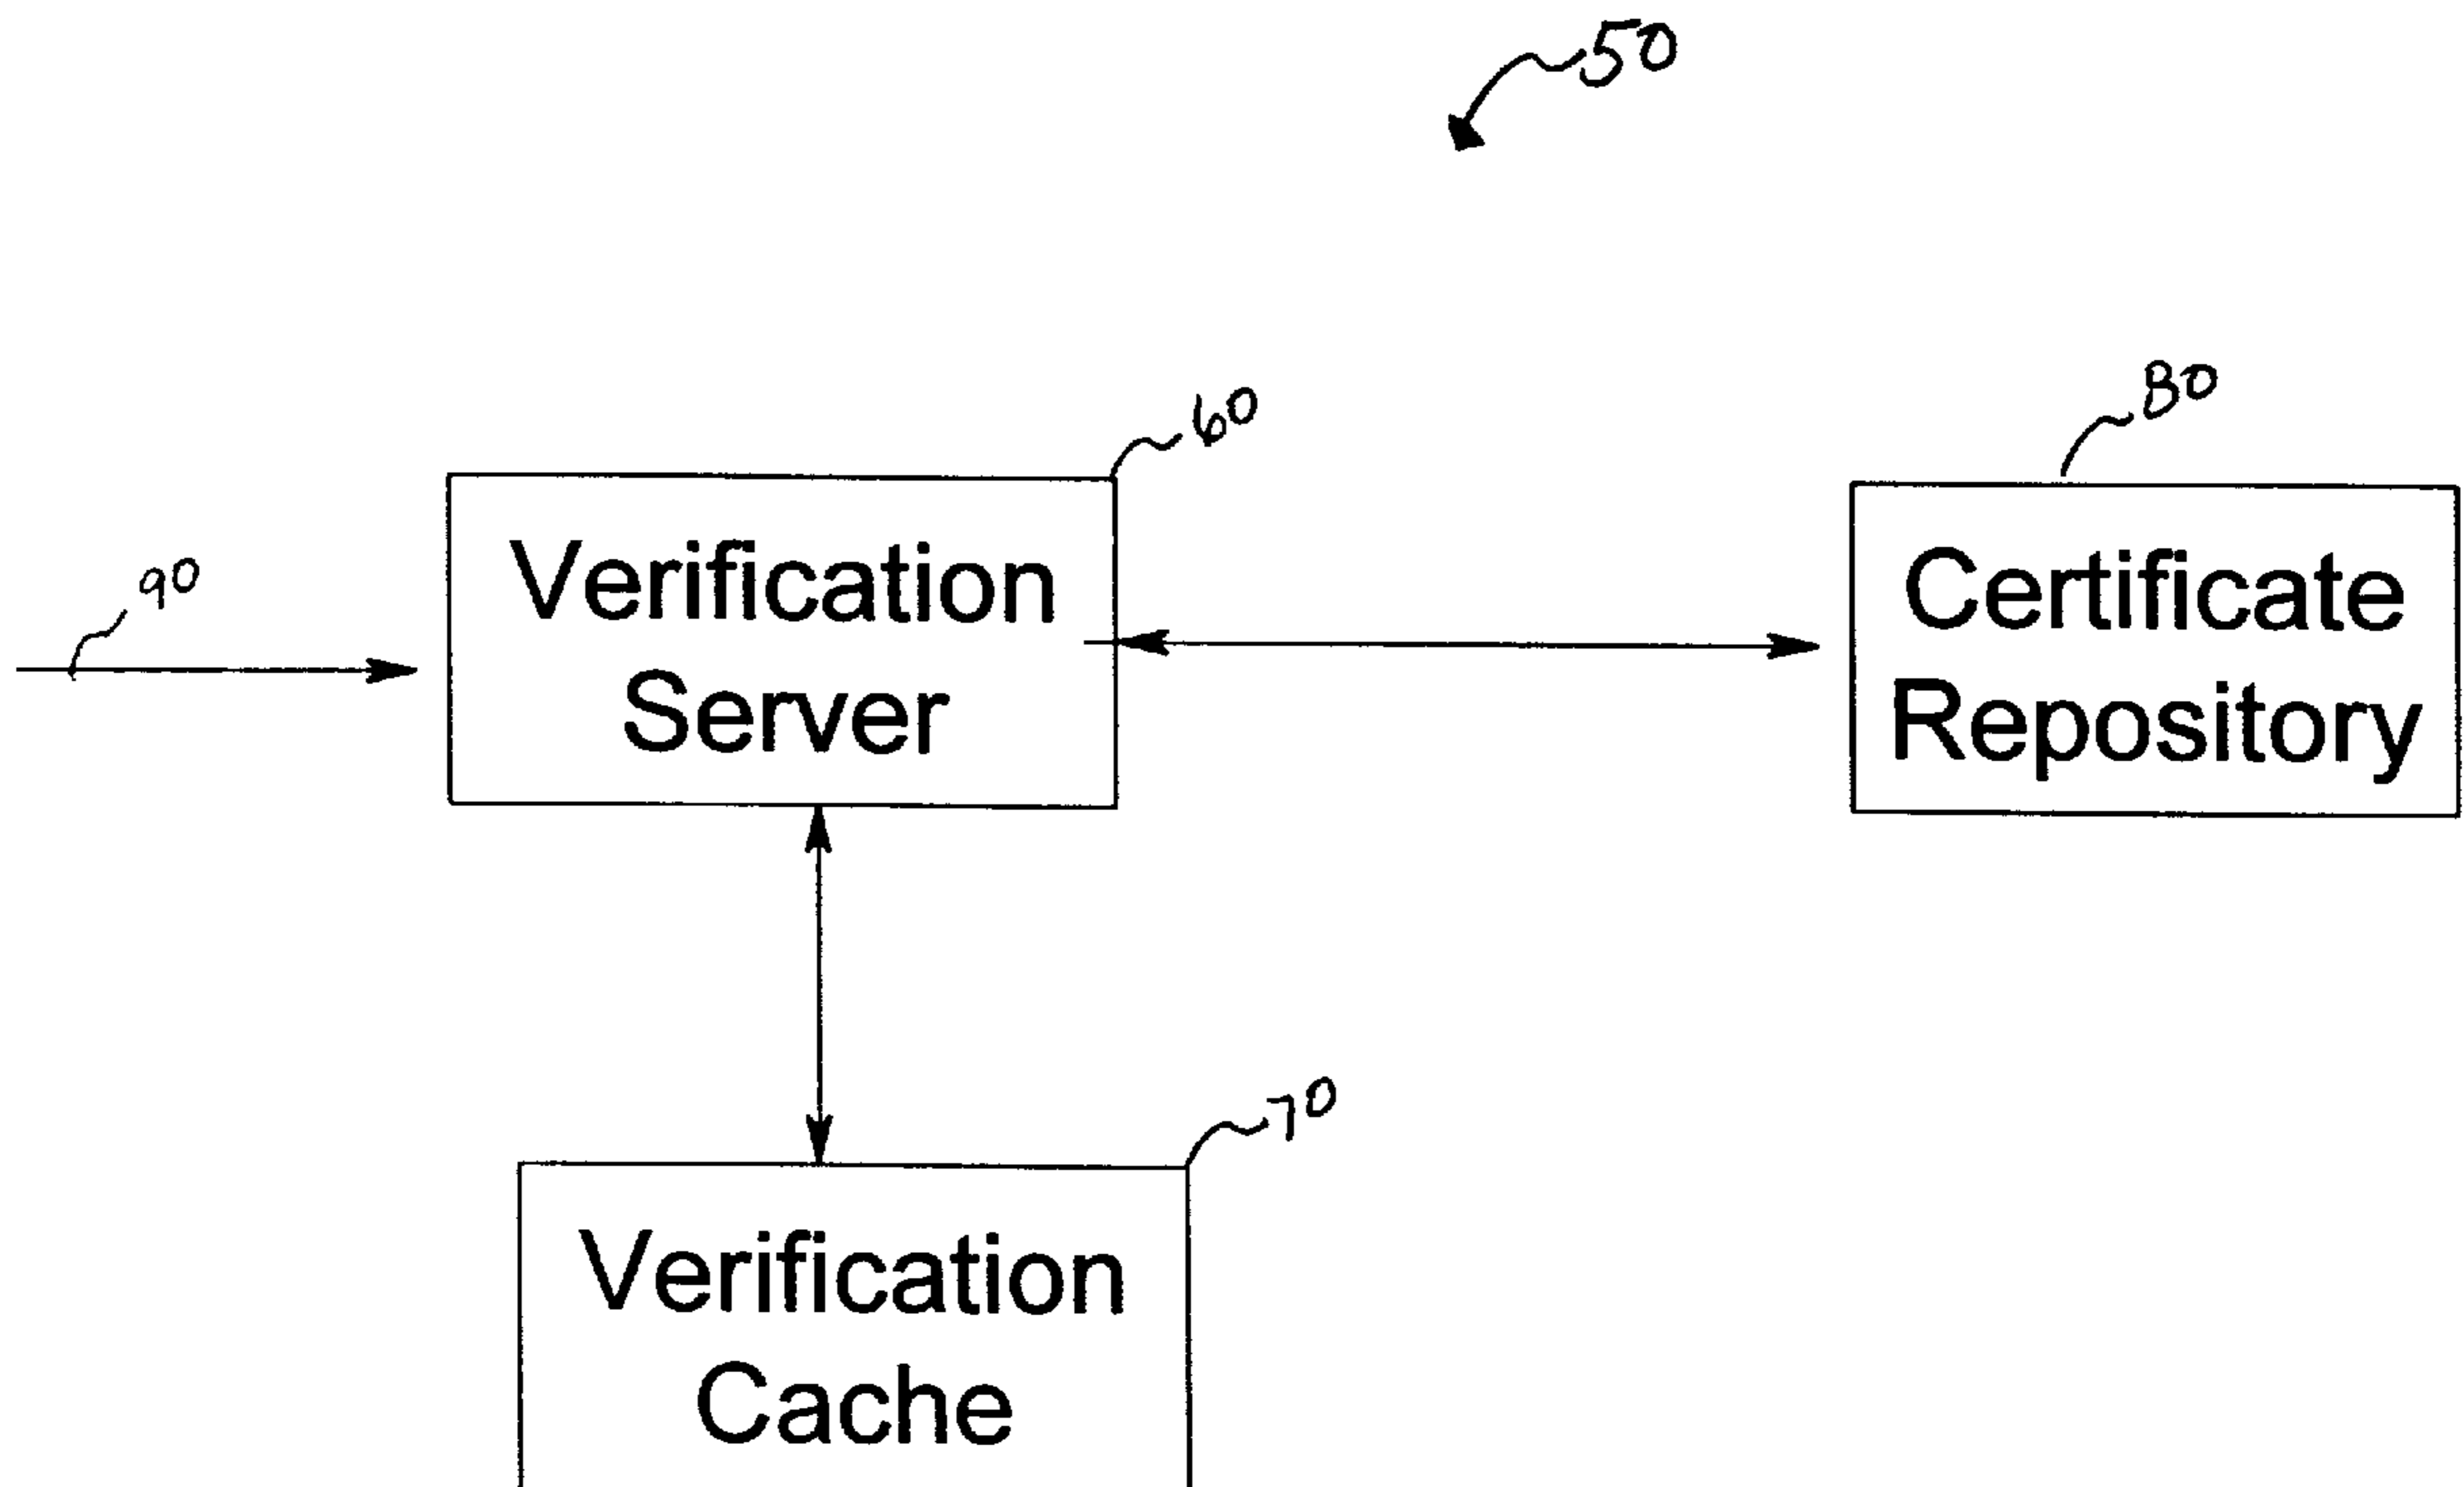 50
60
80
90
Verification
Server
Certificate
Repository
70
Verification
Cache